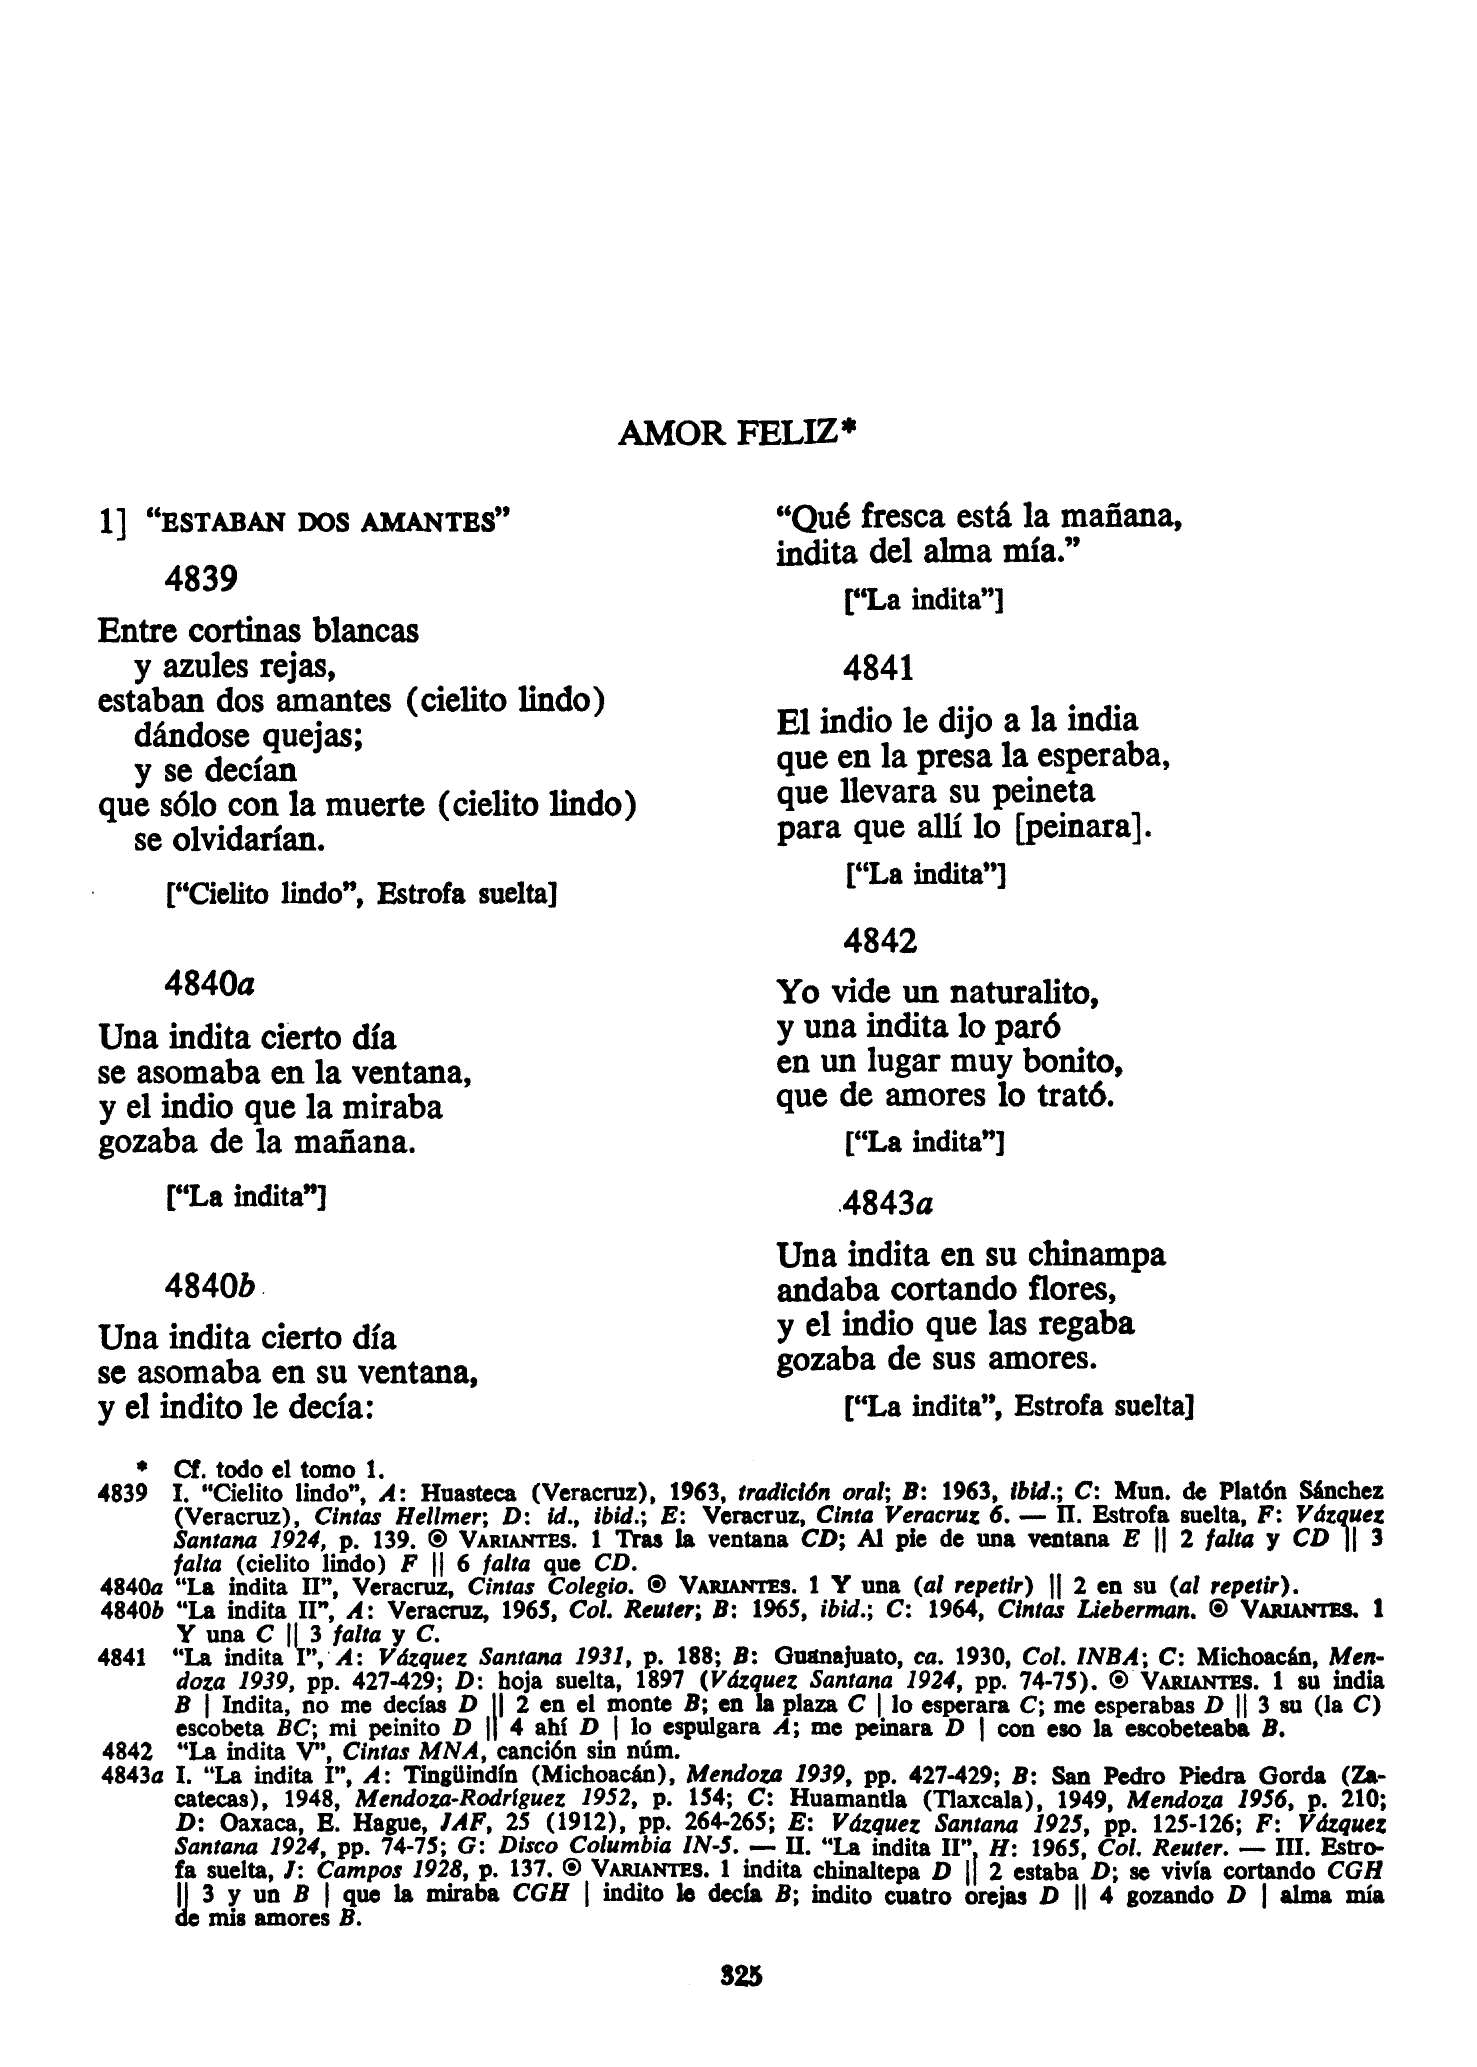 AMOR FELIZ*
1] “ESTABAN DOS AMANTES”
4839
Entre cortinas blancas
y azules rejas,
estaban dos amantes (cielito lindo)
dándose quejas;
y se decían
que sólo con la muerte (cielito lindo)
se olvidarían.
[“Cielito lindo”, Estrofa suelta]
4840a
Una indita cierto día
se asomaba en la ventana,
y el indio que la miraba
gozaba de la mañana.
[“La indita”]
4840b
Una indita cierto día
se asomaba en su ventana,
y el indito le decía:
“Qué fresca está la mañana,
indita del alma mía.”
[“La indita”]
4841
El indio le dijo a la india
que en la presa la esperaba,
que llevara su peineta
para que allí lo [peinara].
[“La indita”]
4842
Yo vide un naturalito,
y una indita lo paró
en un lugar muy bonito,
que de amores lo trató.
[“La indita”]
4843a
Una indita en su chinampa
andaba cortando flores,
y el indio que las regaba
gozaba de sus amores.
[“La indita”, Estrofa suelta]
* Cf. todo el tomo 1.
4839 I. “Cielito lindo”, A: Huasteca (Veracruz), 1963, tradición oral; B: 1963, ibid.; C: Mun. de Platón Sánchez
(Veracruz), Cintas Hellmer; D: id., ibid.; E: Veracruz, Cinta Veracruz 6. — II. Estrofa suelta, F: Vázquez
Santana 1924, p. 139. ⊙ VARIANTES. 1 Tras la ventana CD; Al pie de una ventana E || 2 falta y CD || 3
falta (cielito lindo) F || 6 falta que CD.
4840a “La indita II”, Veracruz, Cintas Colegio. ⊙ VARIANTES. 1 Y una (al repetir) || 2 en su (al repetir).
4840b “La indita II”, A: Veracruz, 1965, Col. Reuter; B: 1965, ibid.; C: 1964, Cintas Lieberman. ⊙ VARIANTES. 1
Y una C || 3 falta y C.
4841 “La indita I”, A: Vázquez Santana 1931, p. 188; B: Guanajuato, ca. 1930, Col. INBA; C: Michoacán, Men-
doza 1939, pp. 427-429; D: hoja suelta, 1897 (Vázquez Santana 1924, pp. 74-75). ⊙ VARIANTES. 1 su india
B | Indita, no me decías D || 2 en el monte B; en la plaza C | lo esperara C; me esperabas D || 3 su (la C)
escobeta BC; mi peinito D || 4 ahí D | lo espulgara A; me peinara D | con eso la escobeteaba B.
4842 “La indita V”, Cintas MNA, canción sin núm.
4843a I. “La indita I”, A: Tingüindín (Michoacán), Mendoza 1939, pp. 427-429; B: San Pedro Piedra Gorda (Za-
catecas), 1948, Mendoza-Rodríguez 1952, p. 154; C: Huamantla (Tlaxcala), 1949, Mendoza 1956, p. 210;
D: Oaxaca, E. Hague, JAF, 25 (1912), pp. 264-265; E: Vázquez Santana 1925, pp. 125-126; F: Vázquez
Santana 1924, pp. 74-75; G: Disco Columbia IN-5. — II. “La indita II”, H: 1965, Col. Reuter. — III. Estro-
fa suelta, J: Campos 1928, p. 137. ⊙ VARIANTES. 1 indita chinaltepa D || 2 estaba D; se vivía cortando CGH
|| 3 y un B | que la miraba CGH | indito le decía B; indito cuatro orejas D || 4 gozando D | alma mía
de mis amores B.
325